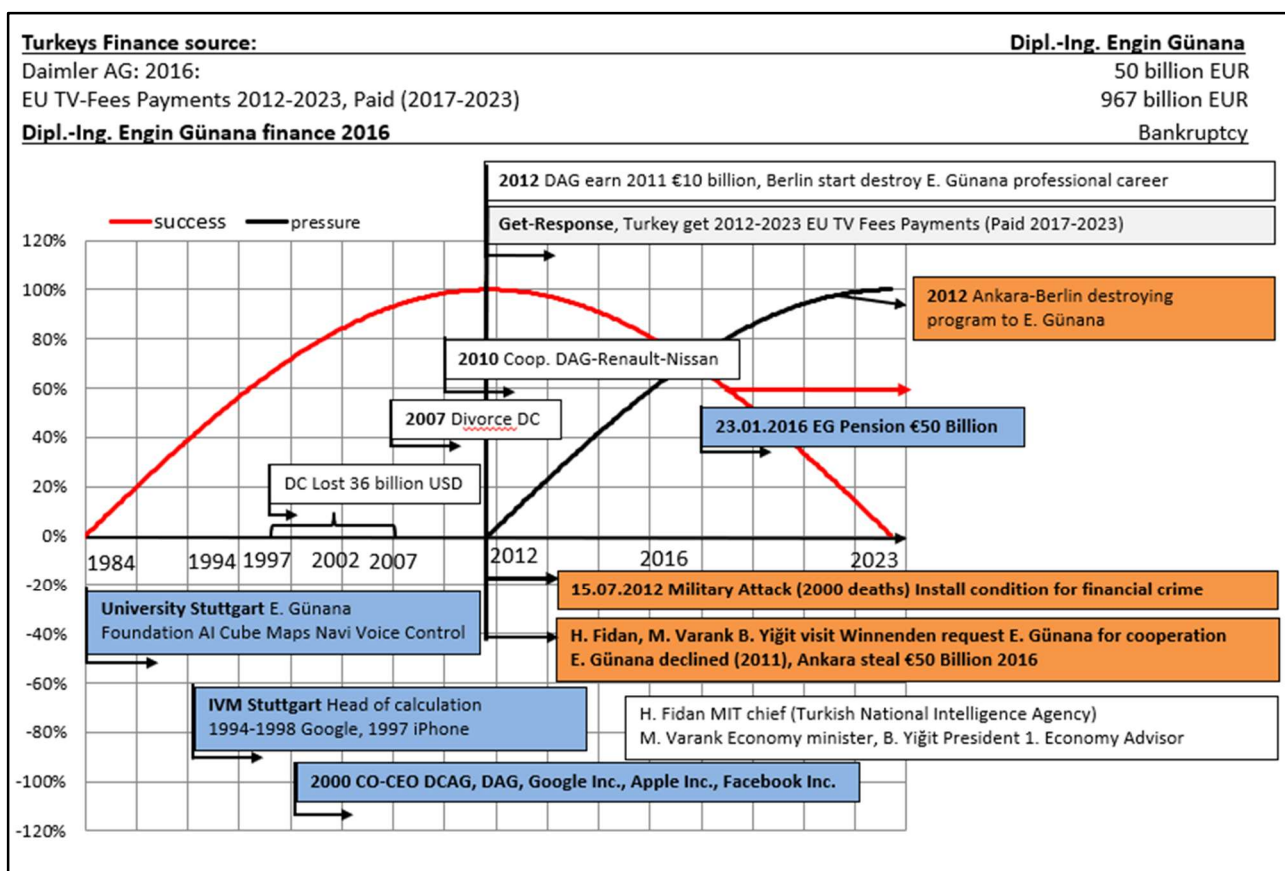 Turkeys Finance source: Dipl.-Ing. Engin Günana
Daimler AG: 2016: 50 billion EUR
EU TV-Fees Payments 2012-2023, Paid (2017-2023) 967 billion EUR
Dipl.-Ing. Engin Günana finance 2016 Bankruptcy
2012 DAG earn 2011 €10 billion, Berlin start destroy E. Günana professional career
success pressure
Get-Response, Turkey get 2012-2023 EU TV Fees Payments (Paid 2017-2023)
120%
100%
80%
60%
40%
20%
0%
-20%
-40%
-60%
-80%
-100%
-120%
2012 Ankara-Berlin destroying
program to E. Günana
2010 Coop. DAG-Renault-Nissan
2007 Divorce DC
23.01.2016 EG Pension €50 Billion
DC Lost 36 billion USD
1984 1994 1997 2002 2007 2012 2016 2023
15.07.2012 Military Attack (2000 deaths) Install condition for financial crime
University Stuttgart E. Günana
Foundation AI Cube Maps Navi Voice Control
H. Fidan, M. Varank B. Yiğit visit Winnenden request E. Günana for cooperation
E. Günana declined (2011), Ankara steal €50 Billion 2016
IVM Stuttgart Head of calculation
1994-1998 Google, 1997 iPhone
H. Fidan MIT chief (Turkish National Intelligence Agency)
M. Varank Economy minister, B. Yiğit President 1. Economy Advisor
2000 CO-CEO DCAG, DAG, Google Inc., Apple Inc., Facebook Inc.